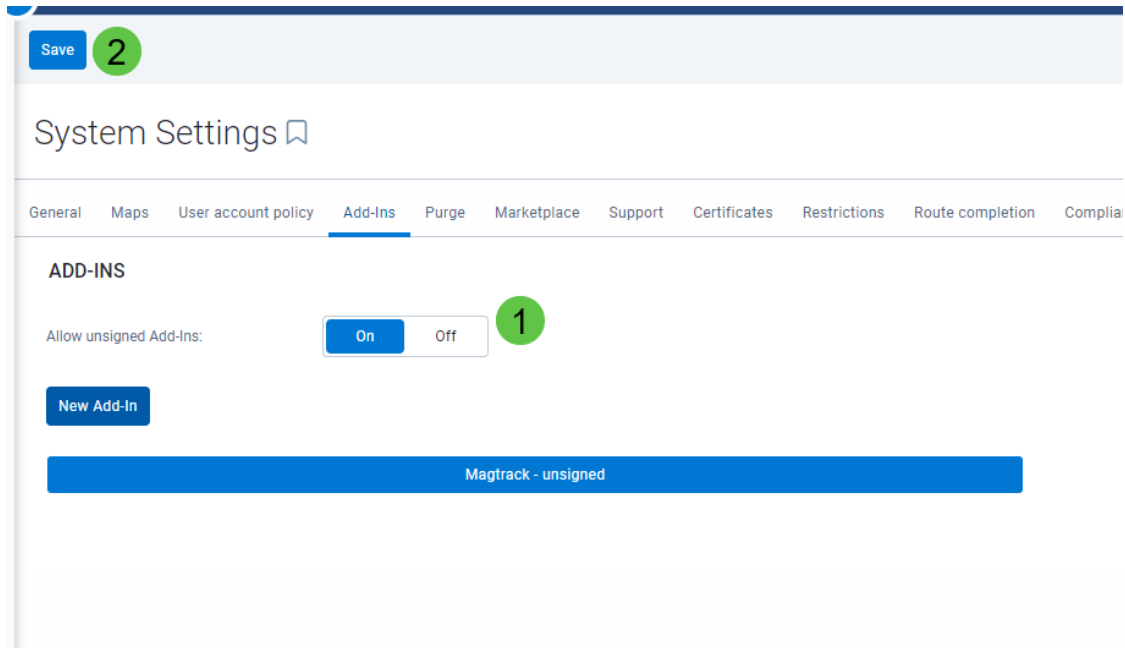 Save 2
System Settings
General Maps User account policy Add-Ins Purge Marketplace Support Certificates Restrictions Route completion
ADD-INS
Allow unsigned Add-Ins: On Off 1
New Add-In
Magtrack - unsigned